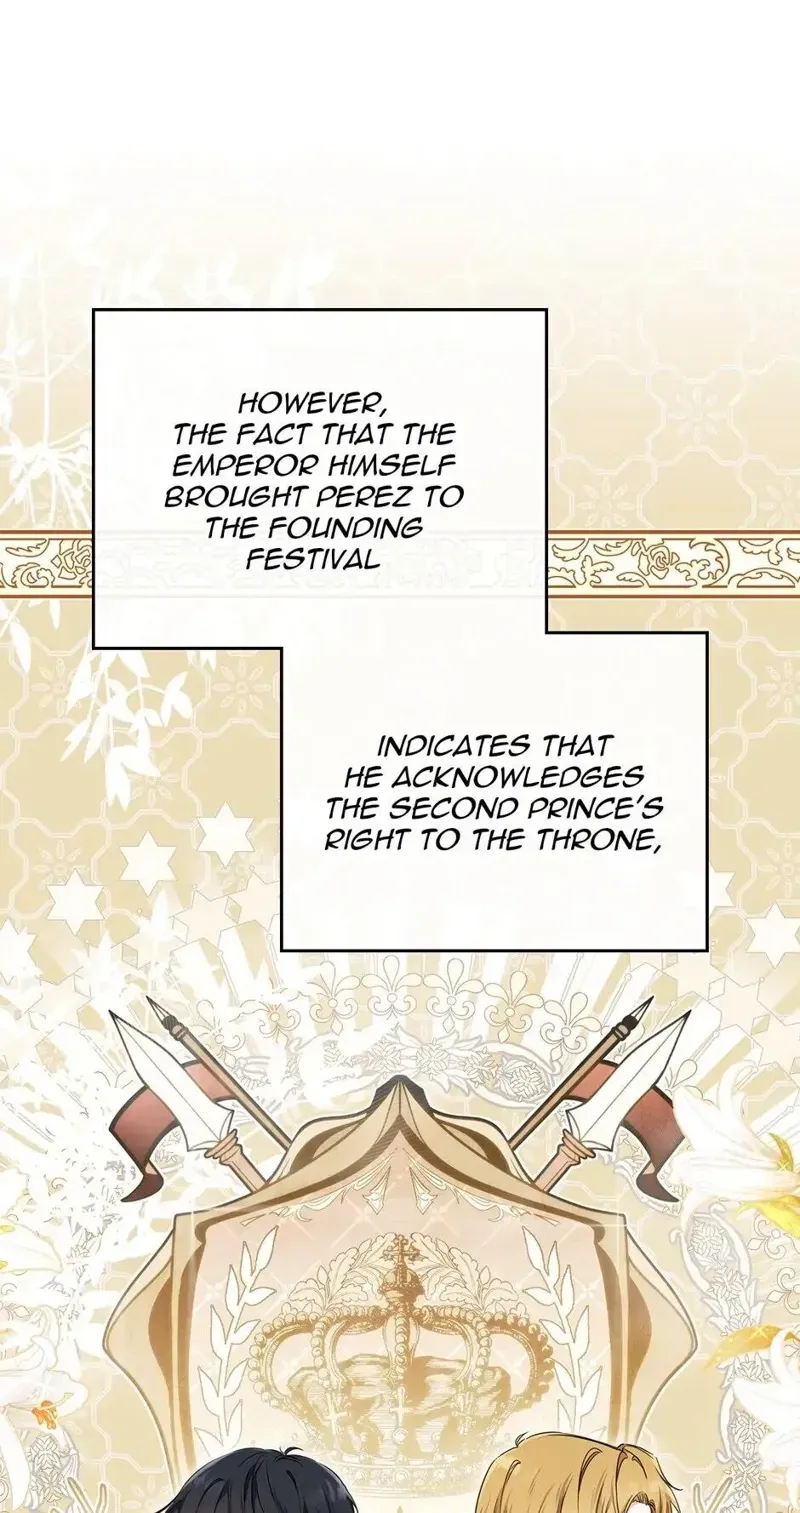 HOWEVER,
THE FACT THAT THE
EMPEROR HIMSELF
BROUGHT PEREZ TO
THE FOUNDING
FESTIVAL
INDICATES THAT
HE ACKNOWLEDGES
THE SECOND PRINCE'S
RIGHT TO THE THRONE,